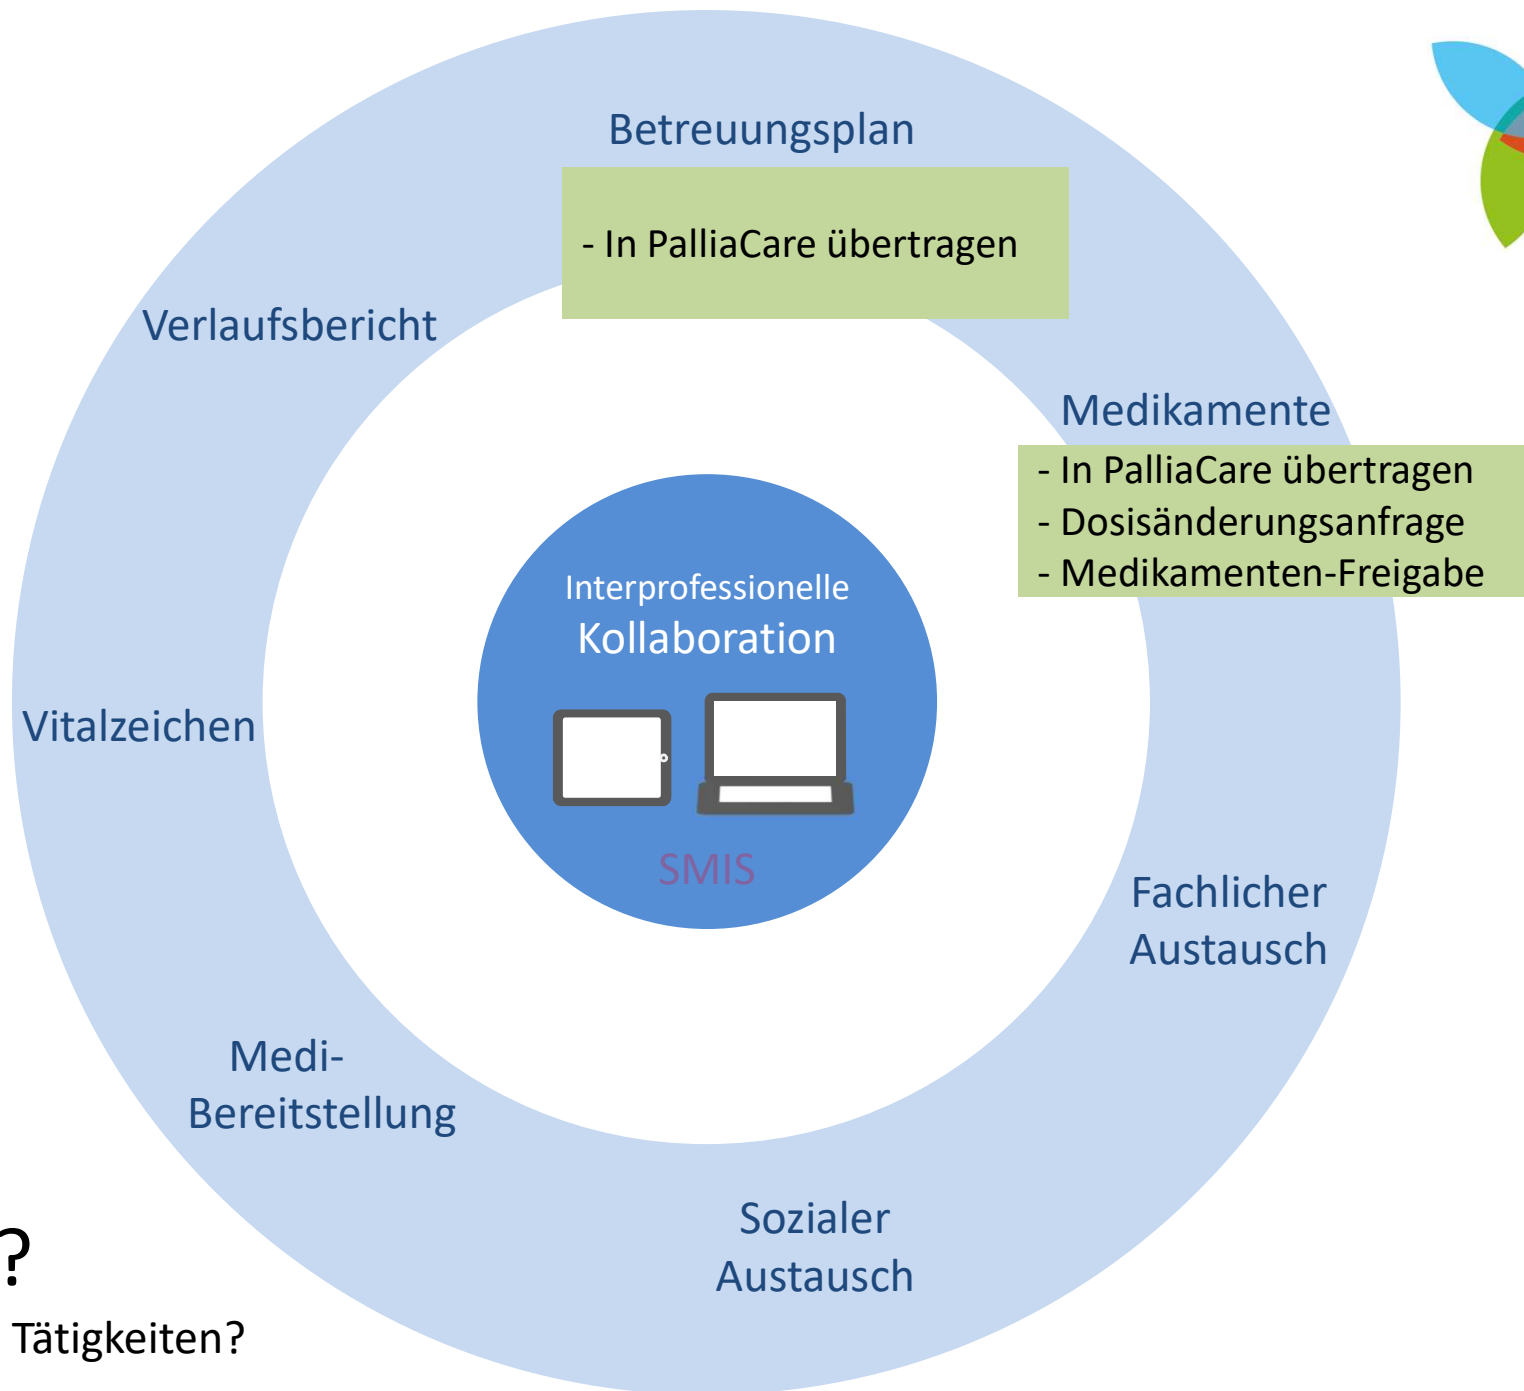 Betreuungsplan
- In PalliaCare übertragen
Verlaufsbericht
Medikamente
- In PalliaCare übertragen
- Dosisänderungsanfrage
- Medikamenten-Freigabe
Interprofessionelle
Kollaboration
SMIS
Vitalzeichen
Fachlicher
Austausch
Medi-
Bereitstellung
Sozialer
Austausch
?
Tätigkeiten?